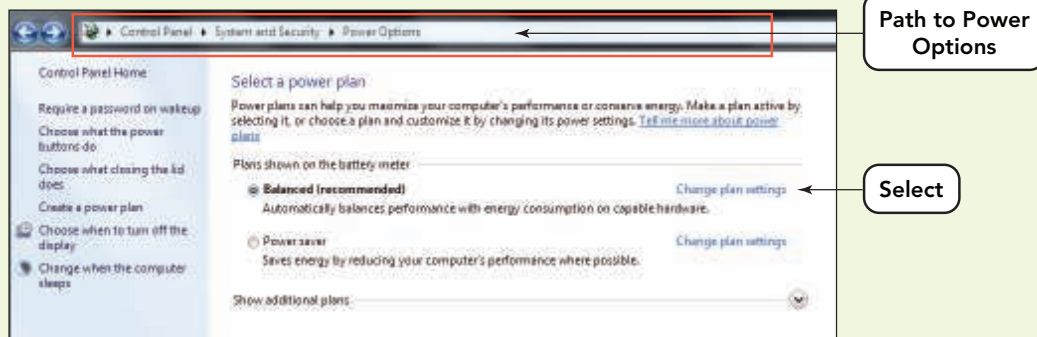 Control Panel ▸ System and Security ▸ Power Options
Path to Power
Options
Control Panel Home
Require a password on wakeup
Choose what the power
buttons do
Choose what closing the lid
does
Create a power plan
Choose when to turn off the
display
Change when the computer
sleeps
Select a power plan
Power plans can help you maximize your computer's performance or conserve energy. Make a plan active by
selecting it, or choose a plan and customize it by changing its power settings. Tell me more about power
plans
Plans shown on the battery meter
Balanced (recommended) Change plan settings
Automatically balances performance with energy consumption on capable hardware.
Select
Power saver Change plan settings
Saves energy by reducing your computer's performance where possible.
Show additional plans